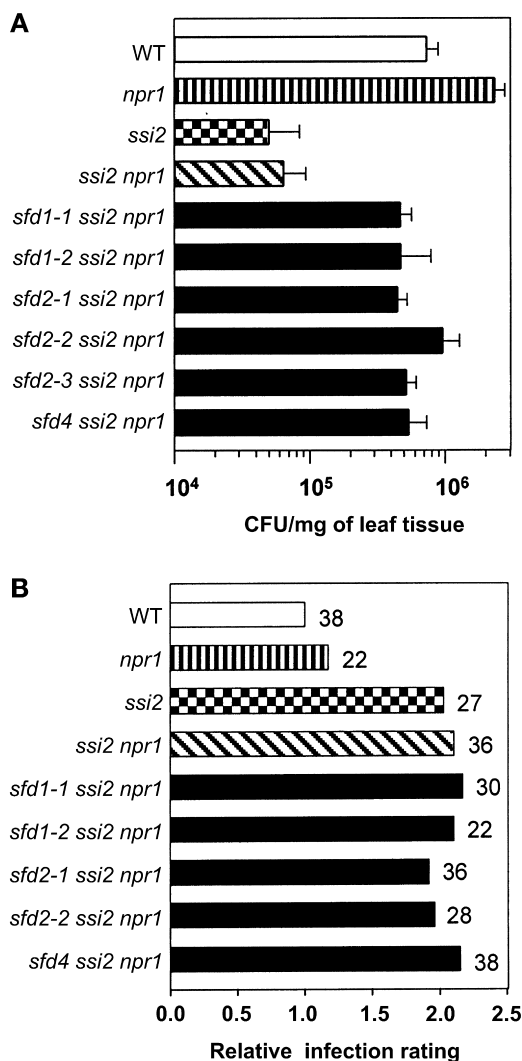 A
WT
npr1
ssi2
ssi2 npr1
sfd1-1 ssi2 npr1
sfd1-2 ssi2 npr1
sfd2-1 ssi2 npr1
sfd2-2 ssi2 npr1
sfd2-3 ssi2 npr1
sfd4 ssi2 npr1
10⁴ 10⁵ 10⁶
CFU/mg of leaf tissue
B
WT 38
npr1 22
ssi2 27
ssi2 npr1 36
sfd1-1 ssi2 npr1 30
sfd1-2 ssi2 npr1 22
sfd2-1 ssi2 npr1 36
sfd2-2 ssi2 npr1 28
sfd4 ssi2 npr1 38
0.0 0.5 1.0 1.5 2.0 2.5
Relative infection rating